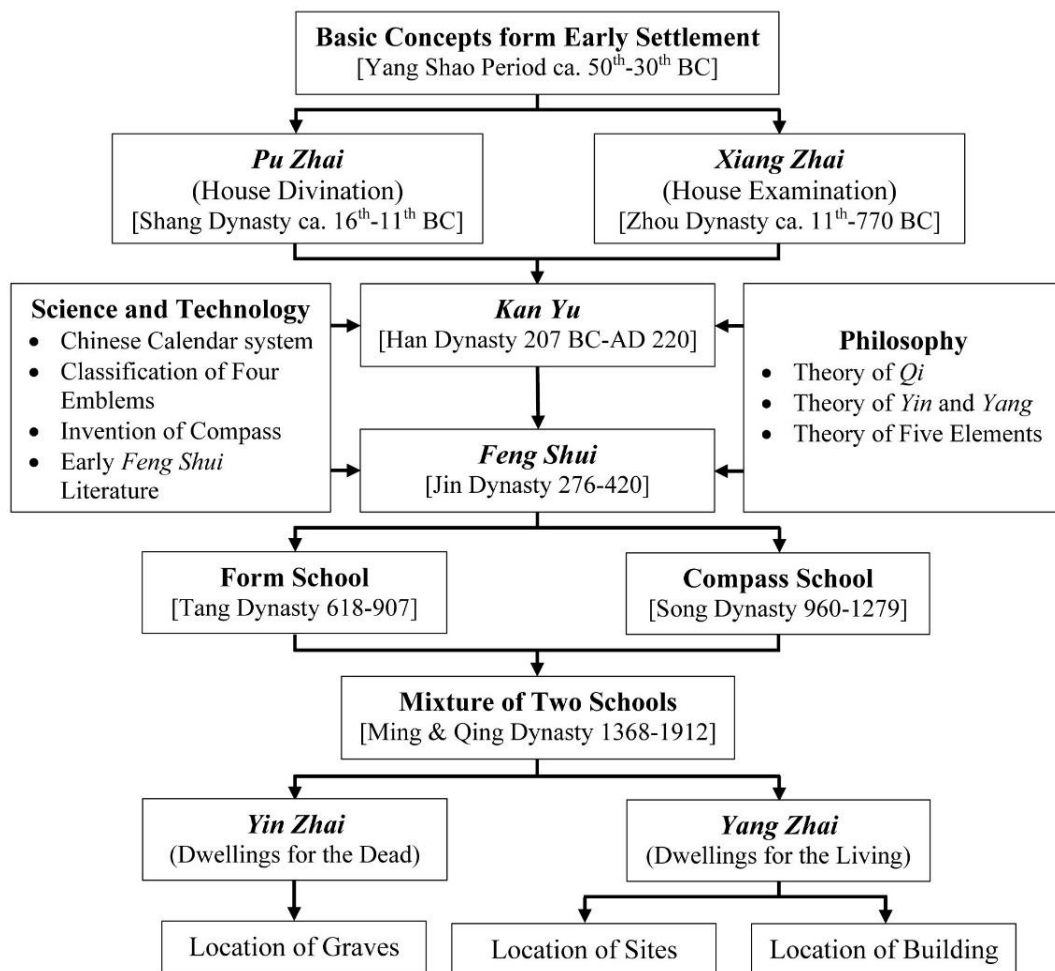 Basic Concepts form Early Settlement
[Yang Shao Period ca. 50th-30th BC]
Pu Zhai
(House Divination)
[Shang Dynasty ca. 16th-11th BC]
Xiang Zhai
(House Examination)
[Zhou Dynasty ca. 11th-770 BC]
Science and Technology
• Chinese Calendar system
• Classification of Four
Emblems
• Invention of Compass
• Early Feng Shui
Literature
Kan Yu
[Han Dynasty 207 BC-AD 220]
Philosophy
• Theory of Qi
• Theory of Yin and Yang
• Theory of Five Elements
Feng Shui
[Jin Dynasty 276-420]
Form School
[Tang Dynasty 618-907]
Compass School
[Song Dynasty 960-1279]
Mixture of Two Schools
[Ming & Qing Dynasty 1368-1912]
Yin Zhai
(Dwellings for the Dead)
Yang Zhai
(Dwellings for the Living)
Location of Graves
Location of Sites
Location of Building